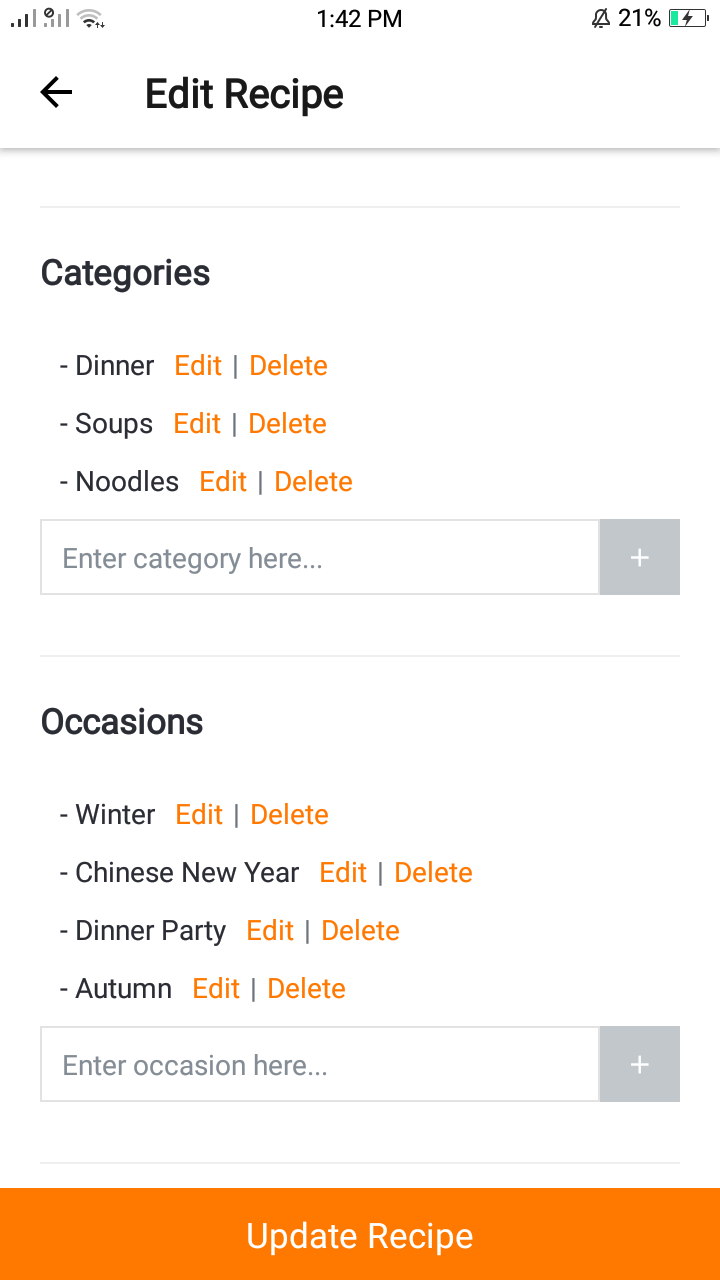 1:42 PM 21%
Edit Recipe
Categories
- Dinner Edit | Delete
- Soups Edit | Delete
- Noodles Edit | Delete
Enter category here... +
Occasions
- Winter Edit | Delete
- Chinese New Year Edit | Delete
- Dinner Party Edit | Delete
- Autumn Edit | Delete
Enter occasion here... +
Update Recipe